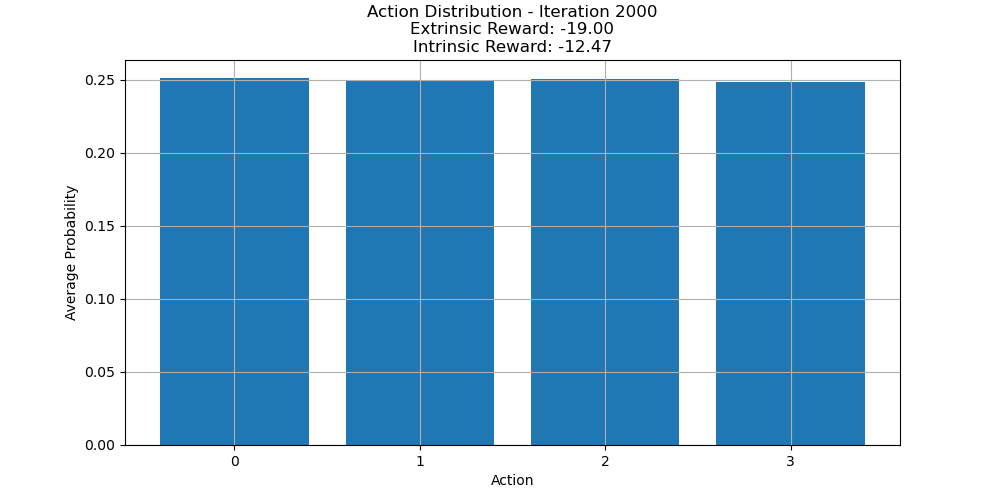 Action Distribution - Iteration 2000
Extrinsic Reward: -19.00
Intrinsic Reward: -12.47
Average Probability
0.25
0.20
0.15
0.10
0.05
0.00
0 1 2 3
Action